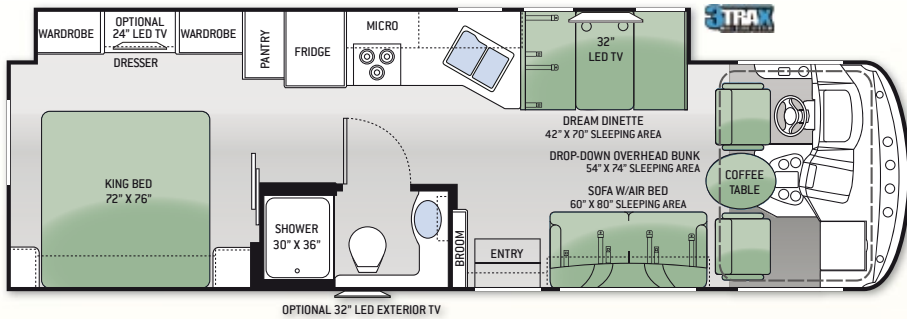 3TRAX
WARDROBE
OPTIONAL
24" LED TV
WARDROBE
DRESSER
PANTRY
FRIDGE
MICRO
32"
LED TV
DREAM DINETTE
42" X 70" SLEEPING AREA
DROP-DOWN OVERHEAD BUNK
54" X 74" SLEEPING AREA
SOFA W/AIR BED
60" X 80" SLEEPING AREA
COFFEE
TABLE
KING BED
72" X 76"
SHOWER
30" X 36"
BROOM
ENTRY
OPTIONAL 32" LED EXTERIOR TV